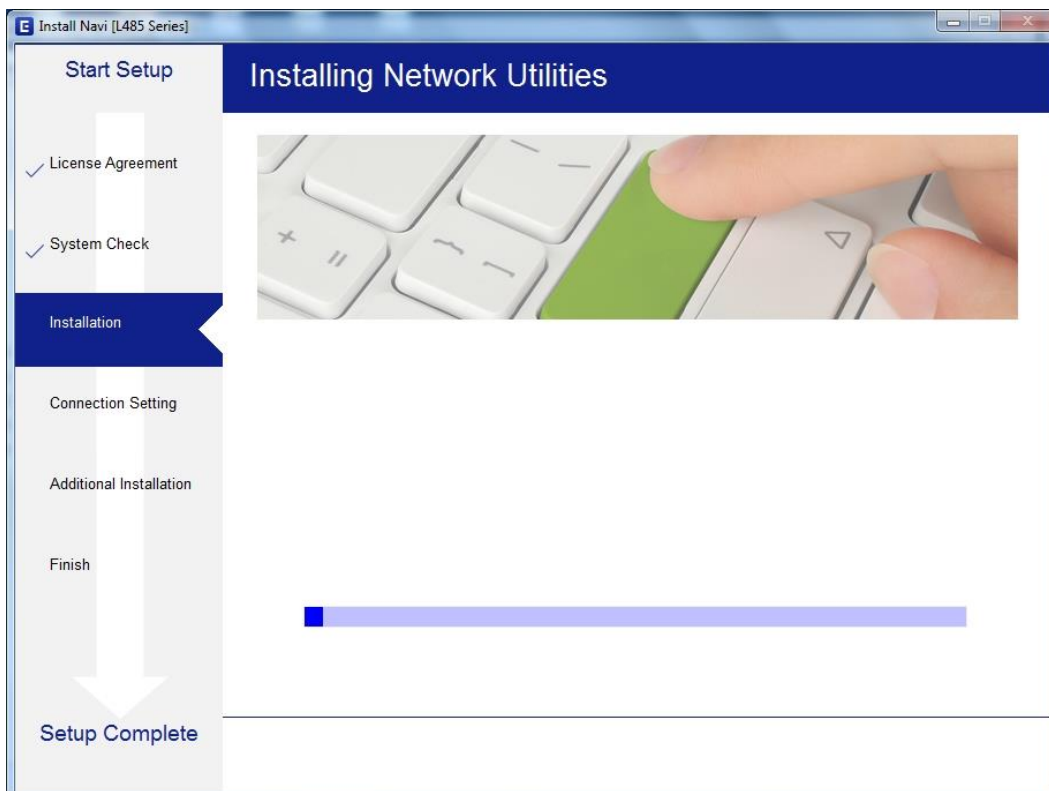 E Install Navi [L485 Series]
Start Setup
Installing Network Utilities
License Agreement
System Check
Installation
Connection Setting
Additional Installation
Finish
Setup Complete